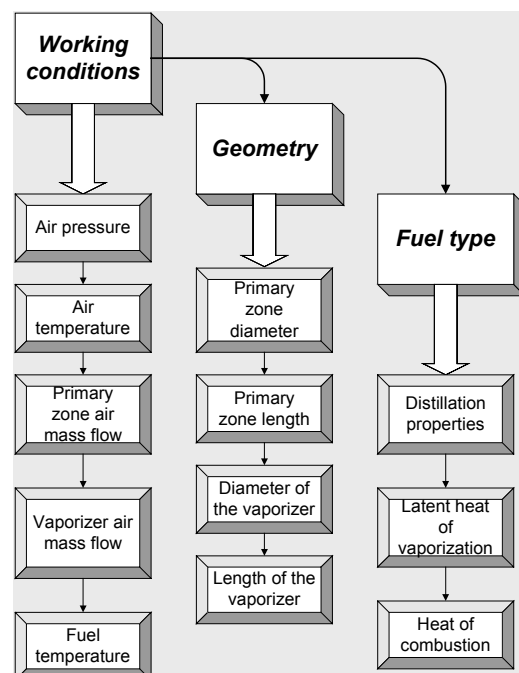 Working
conditions
Air pressure
Air
temperature
Primary
zone air
mass flow
Vaporizer air
mass flow
Fuel
temperature
Geometry
Primary
zone
diameter
Primary
zone length
Diameter of
the vaporizer
Length of the
vaporizer
Fuel type
Distillation
properties
Latent heat
of
vaporization
Heat of
combustion